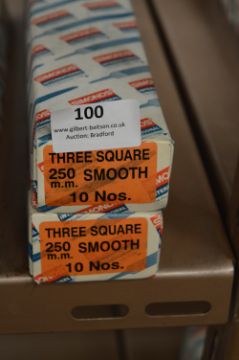 100
www.gilbert-baitson.co.uk
Auction; Bradford
THREE SQUARE
250 SMOOTH
m.m.
10 Nos.
THREE SQUARE
250 SMOOTH
m.m.
10 Nos.